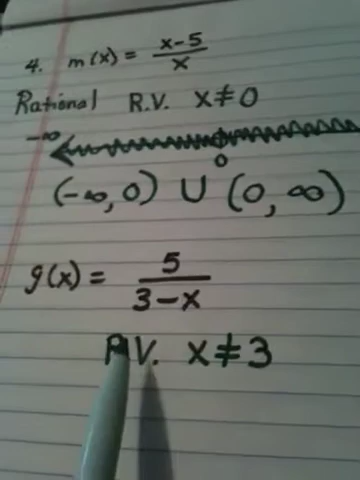 4. m(x) = x-5 / x
Rational R.V. x≠0
-∞
0
(-∞, 0) ∪ (0, ∞)
g(x) = 5 / 3-x
R.V. x≠3